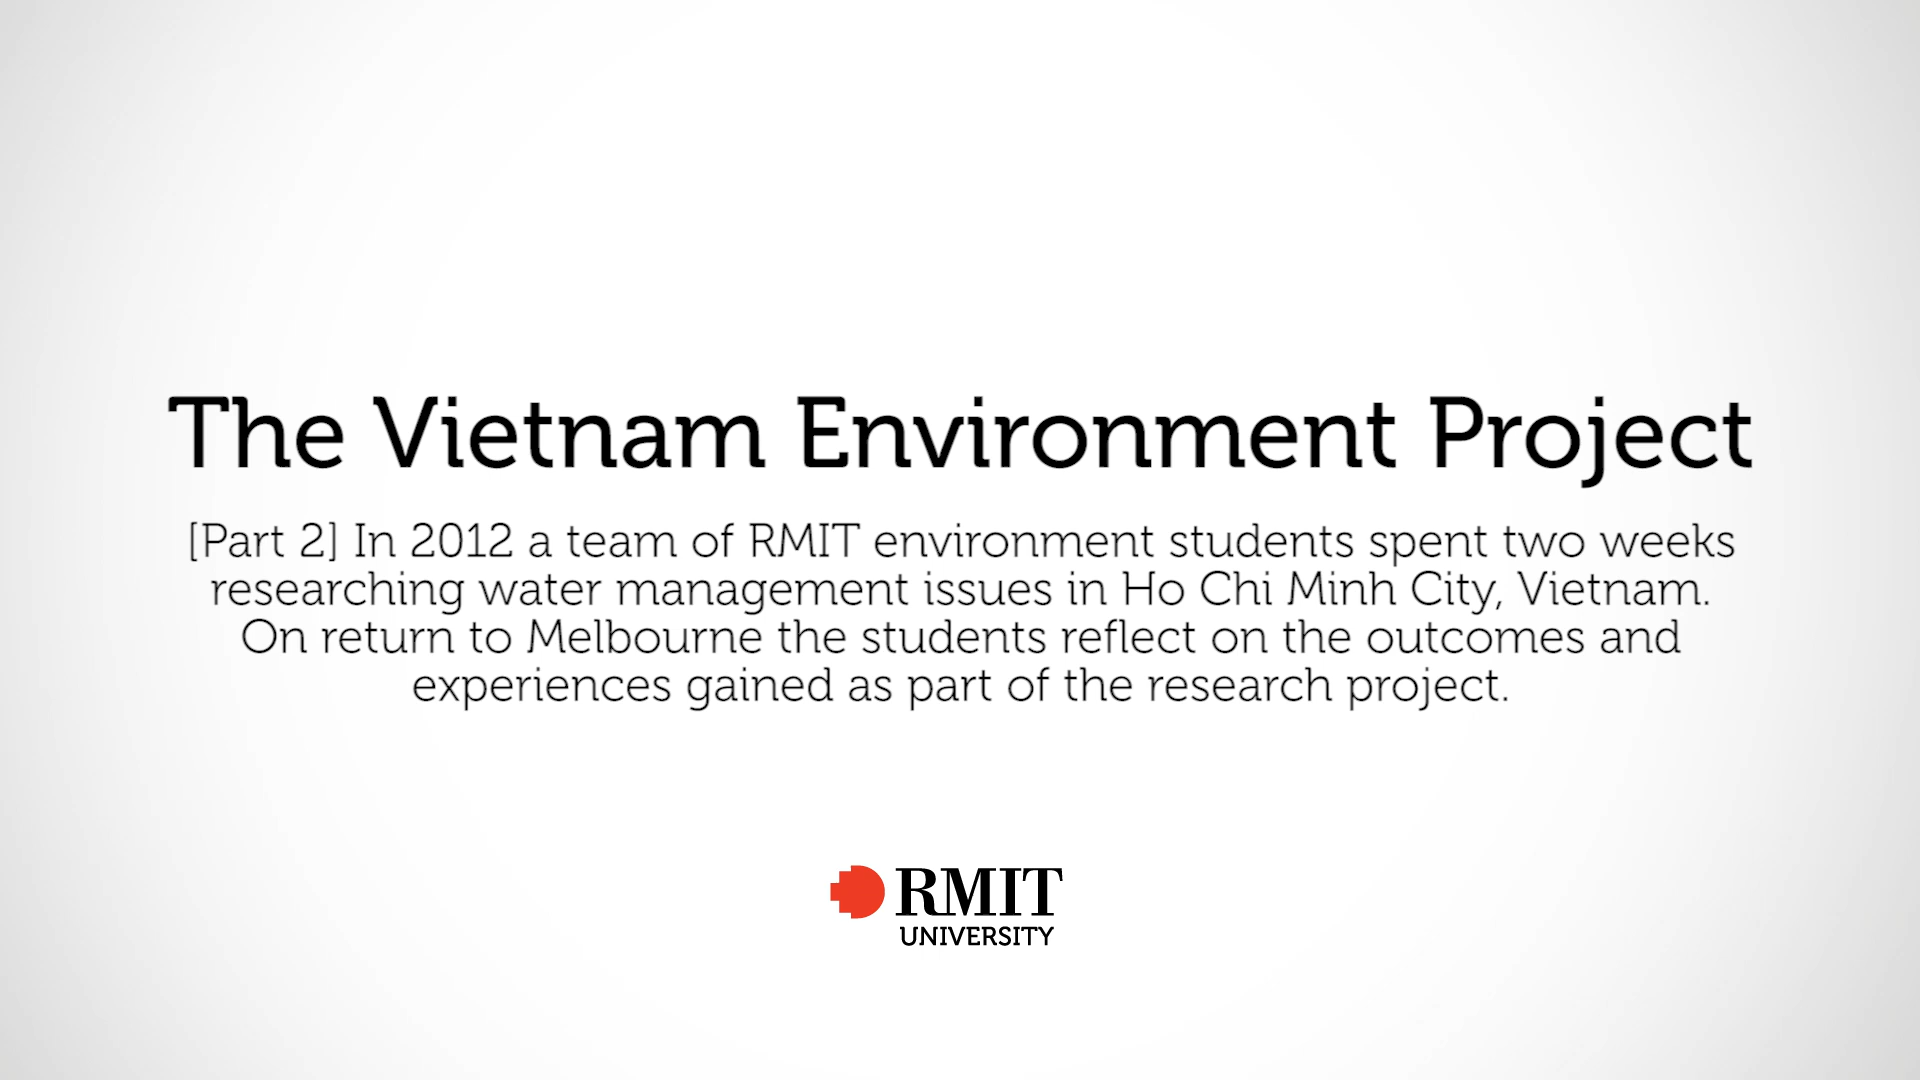 The Vietnam Environment Project
[Part 2] In 2012 a team of RMIT environment students spent two weeks
researching water management issues in Ho Chi Minh City, Vietnam.
On return to Melbourne the students reflect on the outcomes and
experiences gained as part of the research project.
RMIT
UNIVERSITY